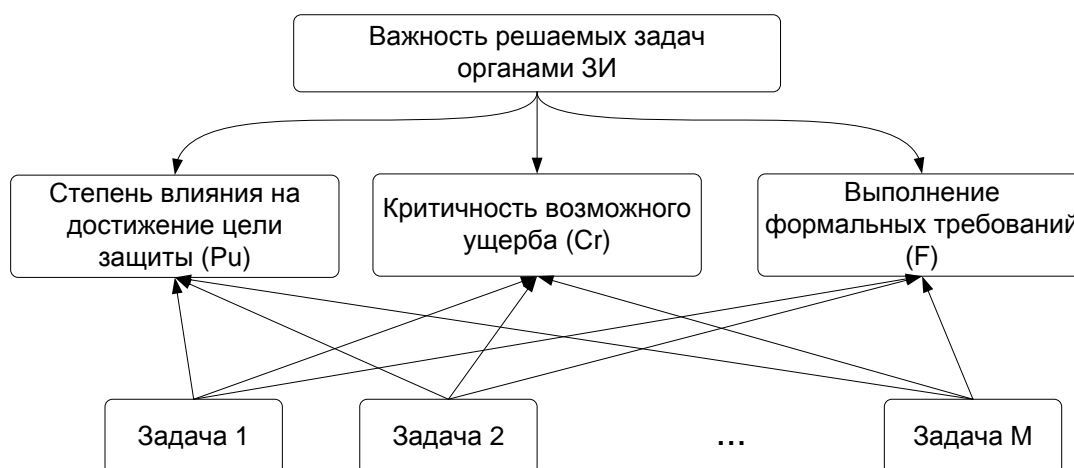 Важность решаемых задач
органами ЗИ
Степень влияния на
достижение цели
защиты (Pu)
Критичность возможного
ущерба (Cr)
Выполнение
формальных требований
(F)
Задача 1
Задача 2
...
Задача М